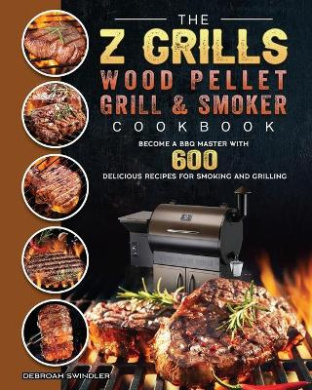 THE
Z GRILLS
WOOD PELLET
GRILL & SMOKER
COOKBOOK
BECOME A BBQ MASTER WITH
600
DELICIOUS RECIPES FOR SMOKING AND GRILLING
DEBROAH SWINDLER